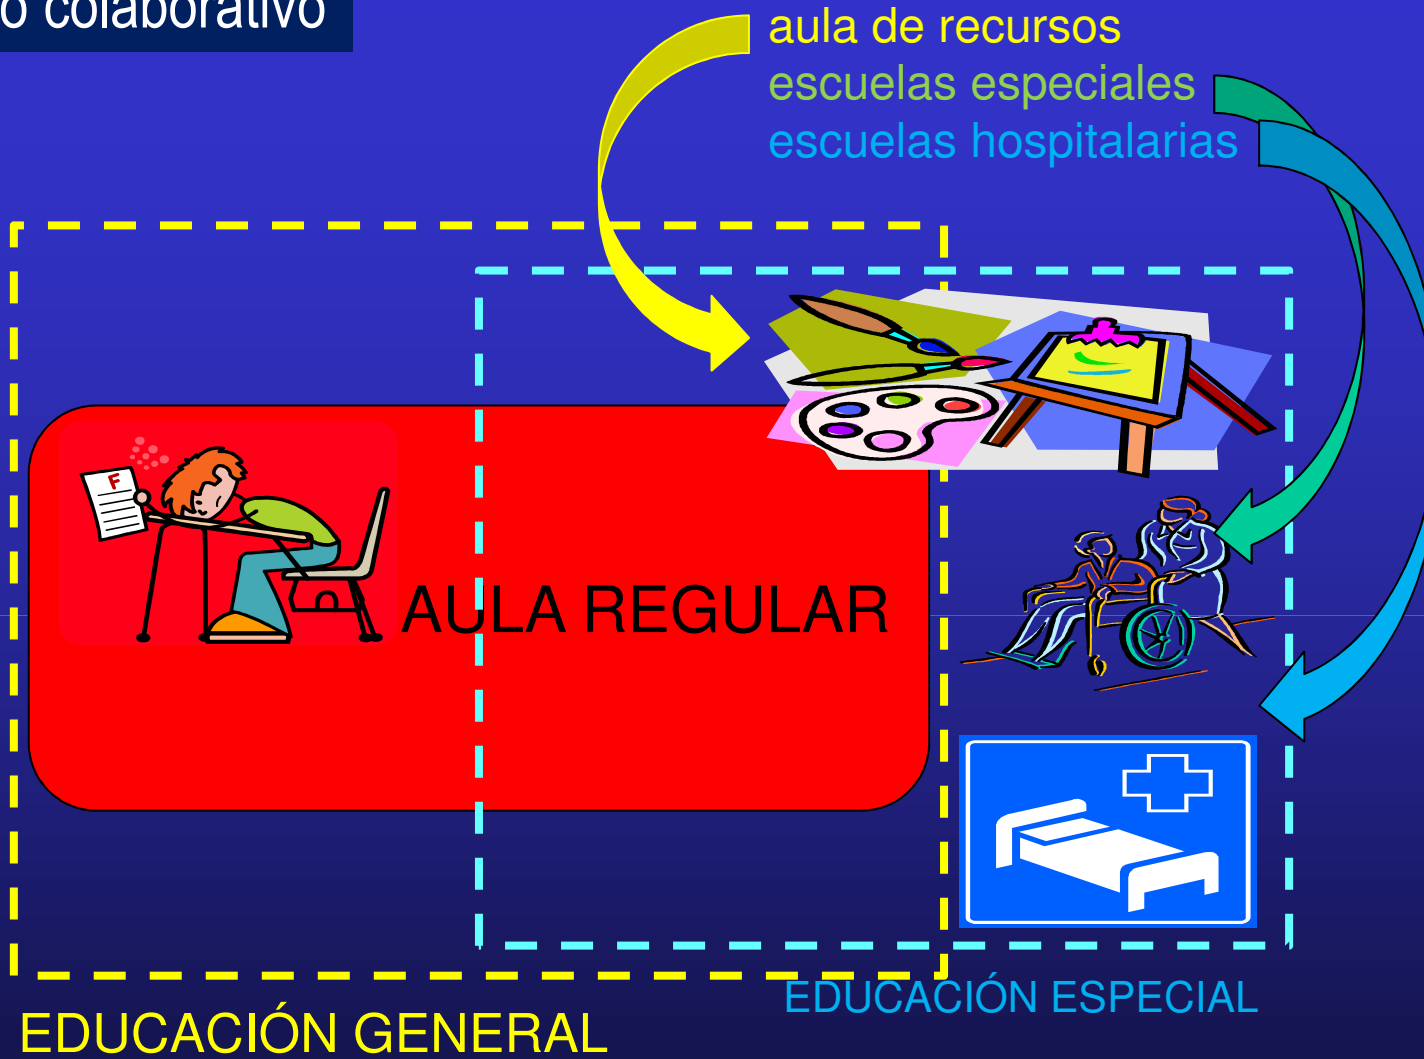 o colaborativo
aula de recursos
escuelas especiales
escuelas hospitalarias
F
AULA REGULAR
EDUCACIÓN ESPECIAL
EDUCACIÓN GENERAL